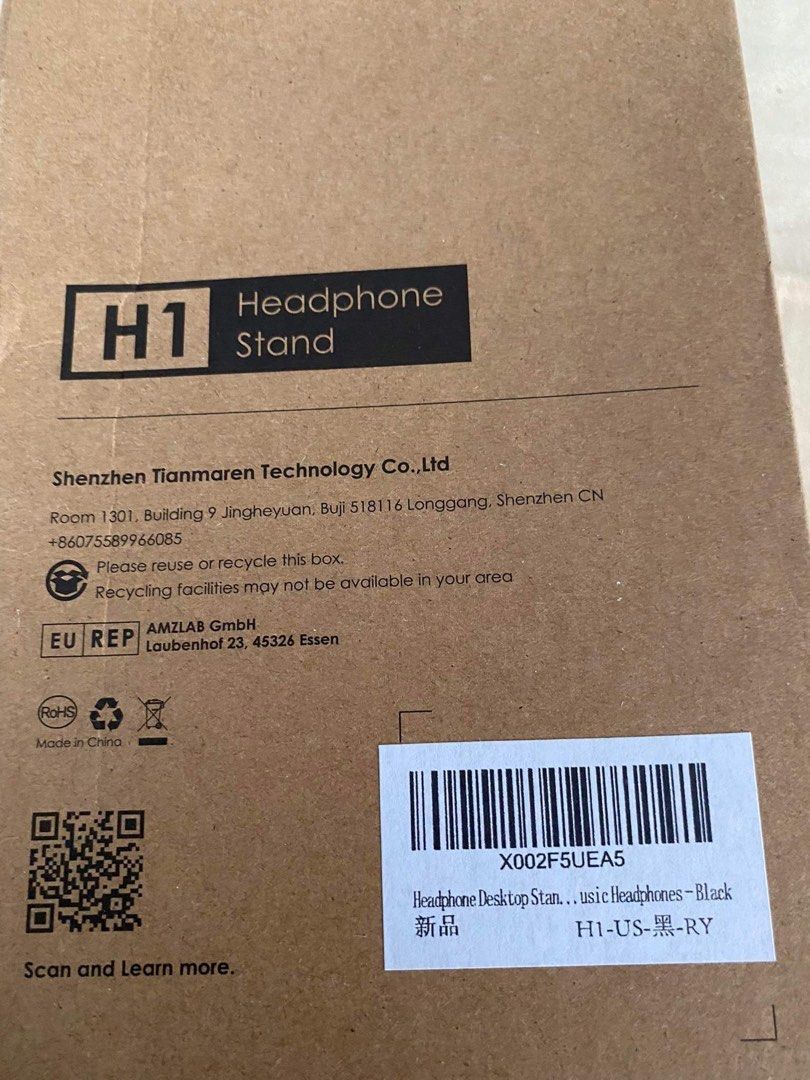 H1 Headphone
Stand
Shenzhen Tianmaren Technology Co.,Ltd
Room 1301, Building 9 Jingheyuan, Buji 518116 Longgang, Shenzhen CN
+8607558996​6085
Please reuse or recycle this box.
Recycling facilities may not be available in your area
EU REP AMZLAB GmbH
Laubenhof 23, 45326 Essen
RoHS
Made in China
Scan and Learn more.
X002F5UEA5
Headphone Desktop Stan...usic Headphones-Black
新品 H1-US-黑-RY